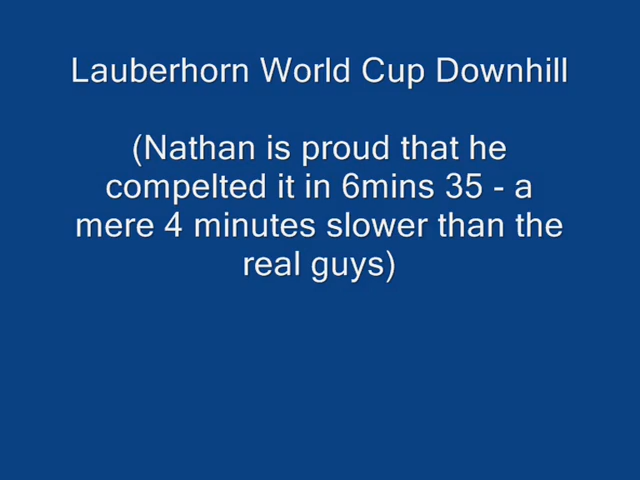 Lauberhorn World Cup Downhill
(Nathan is proud that he
compelted it in 6mins 35 - a
mere 4 minutes slower than the
real guys)